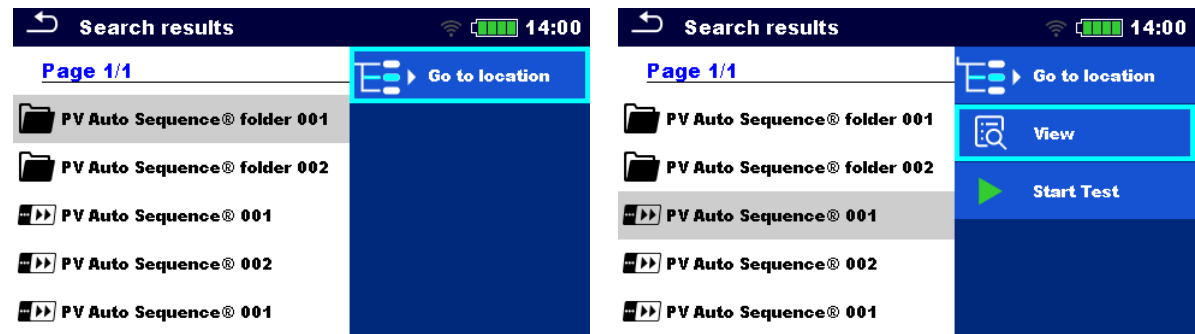 Search results
14:00
Page 1/1
Go to location
PV Auto Sequence® folder 001
PV Auto Sequence® folder 002
PV Auto Sequence® 001
PV Auto Sequence® 002
PV Auto Sequence® 001
Search results
14:00
Page 1/1
Go to location
PV Auto Sequence® folder 001
View
PV Auto Sequence® folder 002
Start Test
PV Auto Sequence® 001
PV Auto Sequence® 002
PV Auto Sequence® 001